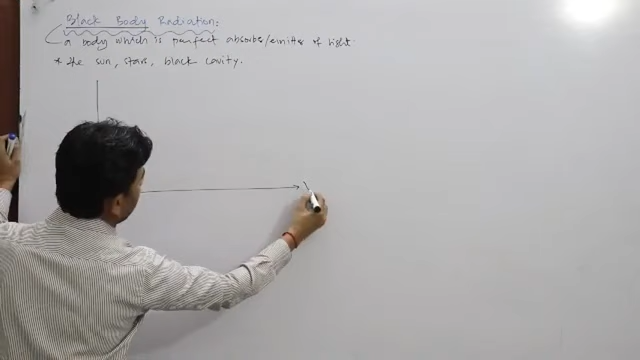 Black Body Radiation:
a body which is perfect absorber/emitter of light.
* the sun, stars, black cavity.